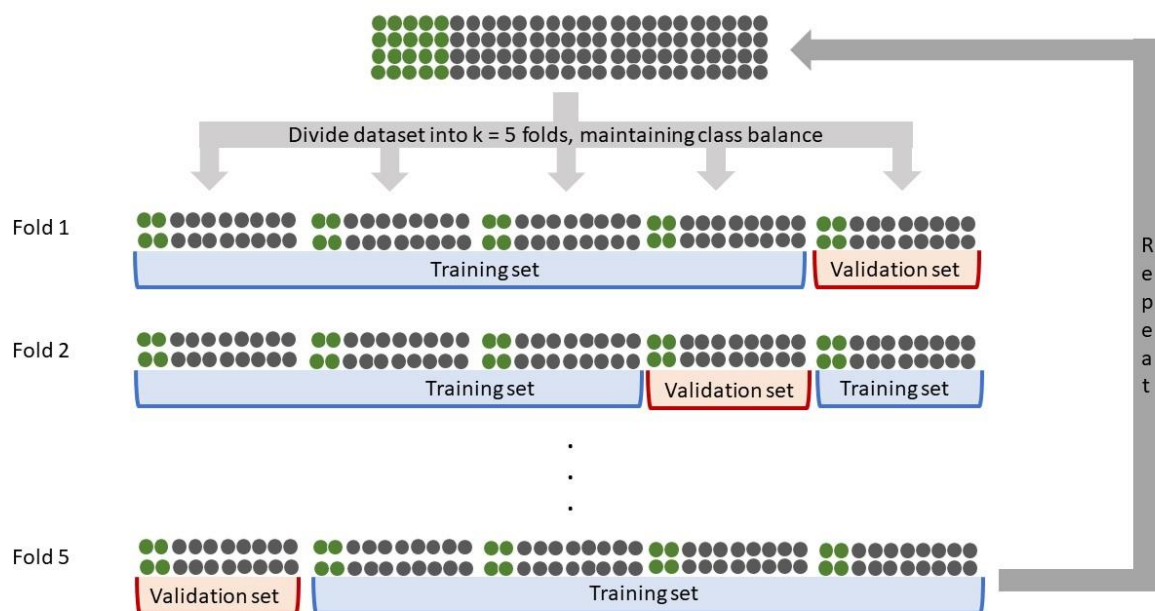 Divide dataset into k = 5 folds, maintaining class balance
Fold 1
Training set
Validation set
Fold 2
Training set
Validation set
Training set
.
.
.
Fold 5
Validation set
Training set
Repeat